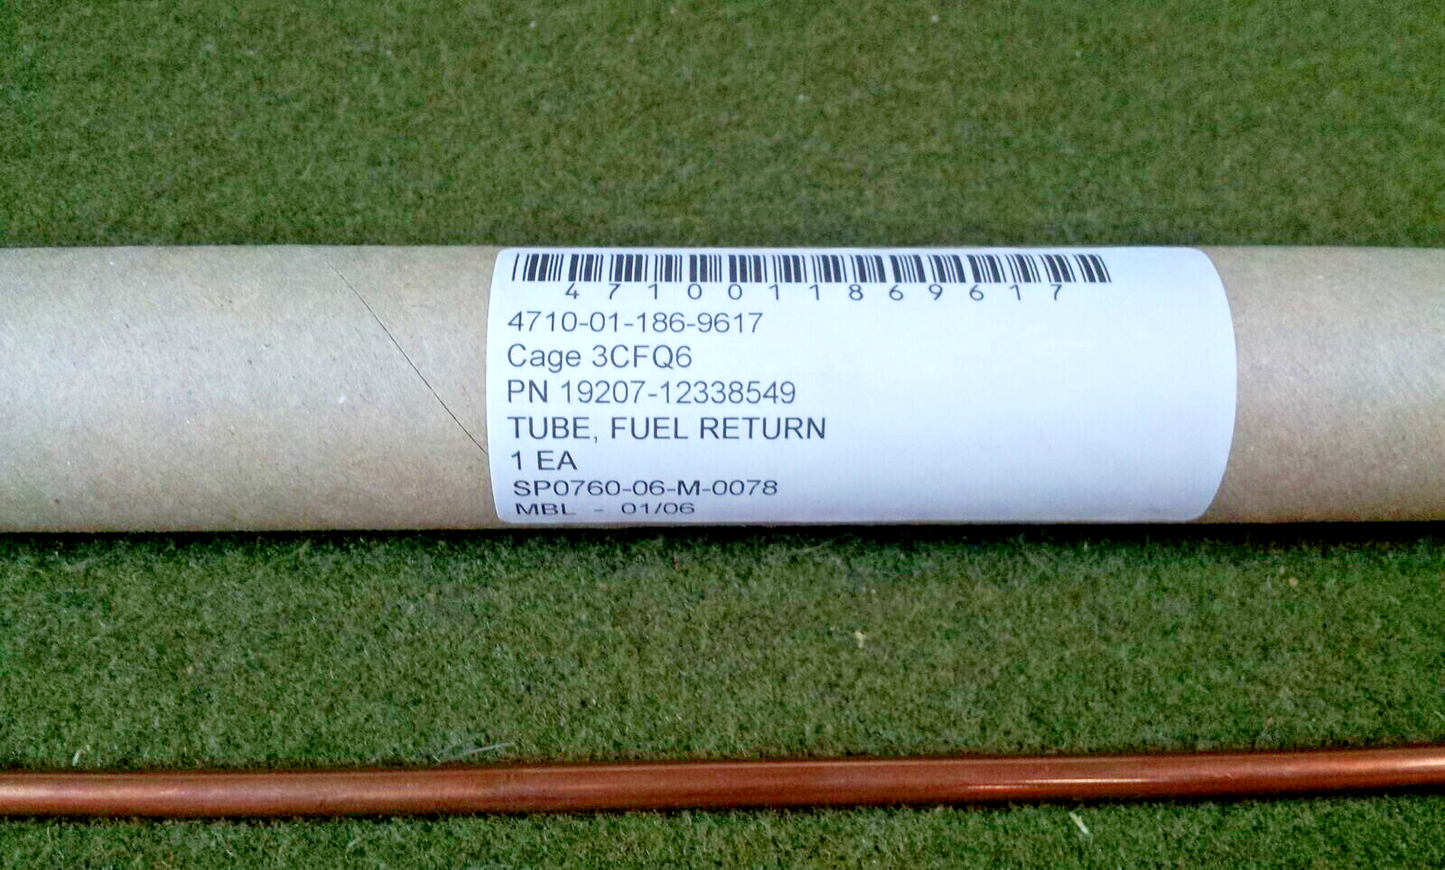 4710011869617
4710-01-186-9617
Cage 3CFQ6
PN 19207-12338549
TUBE, FUEL RETURN
1 EA
SP0760-06-M-0078
MBL - 01/06